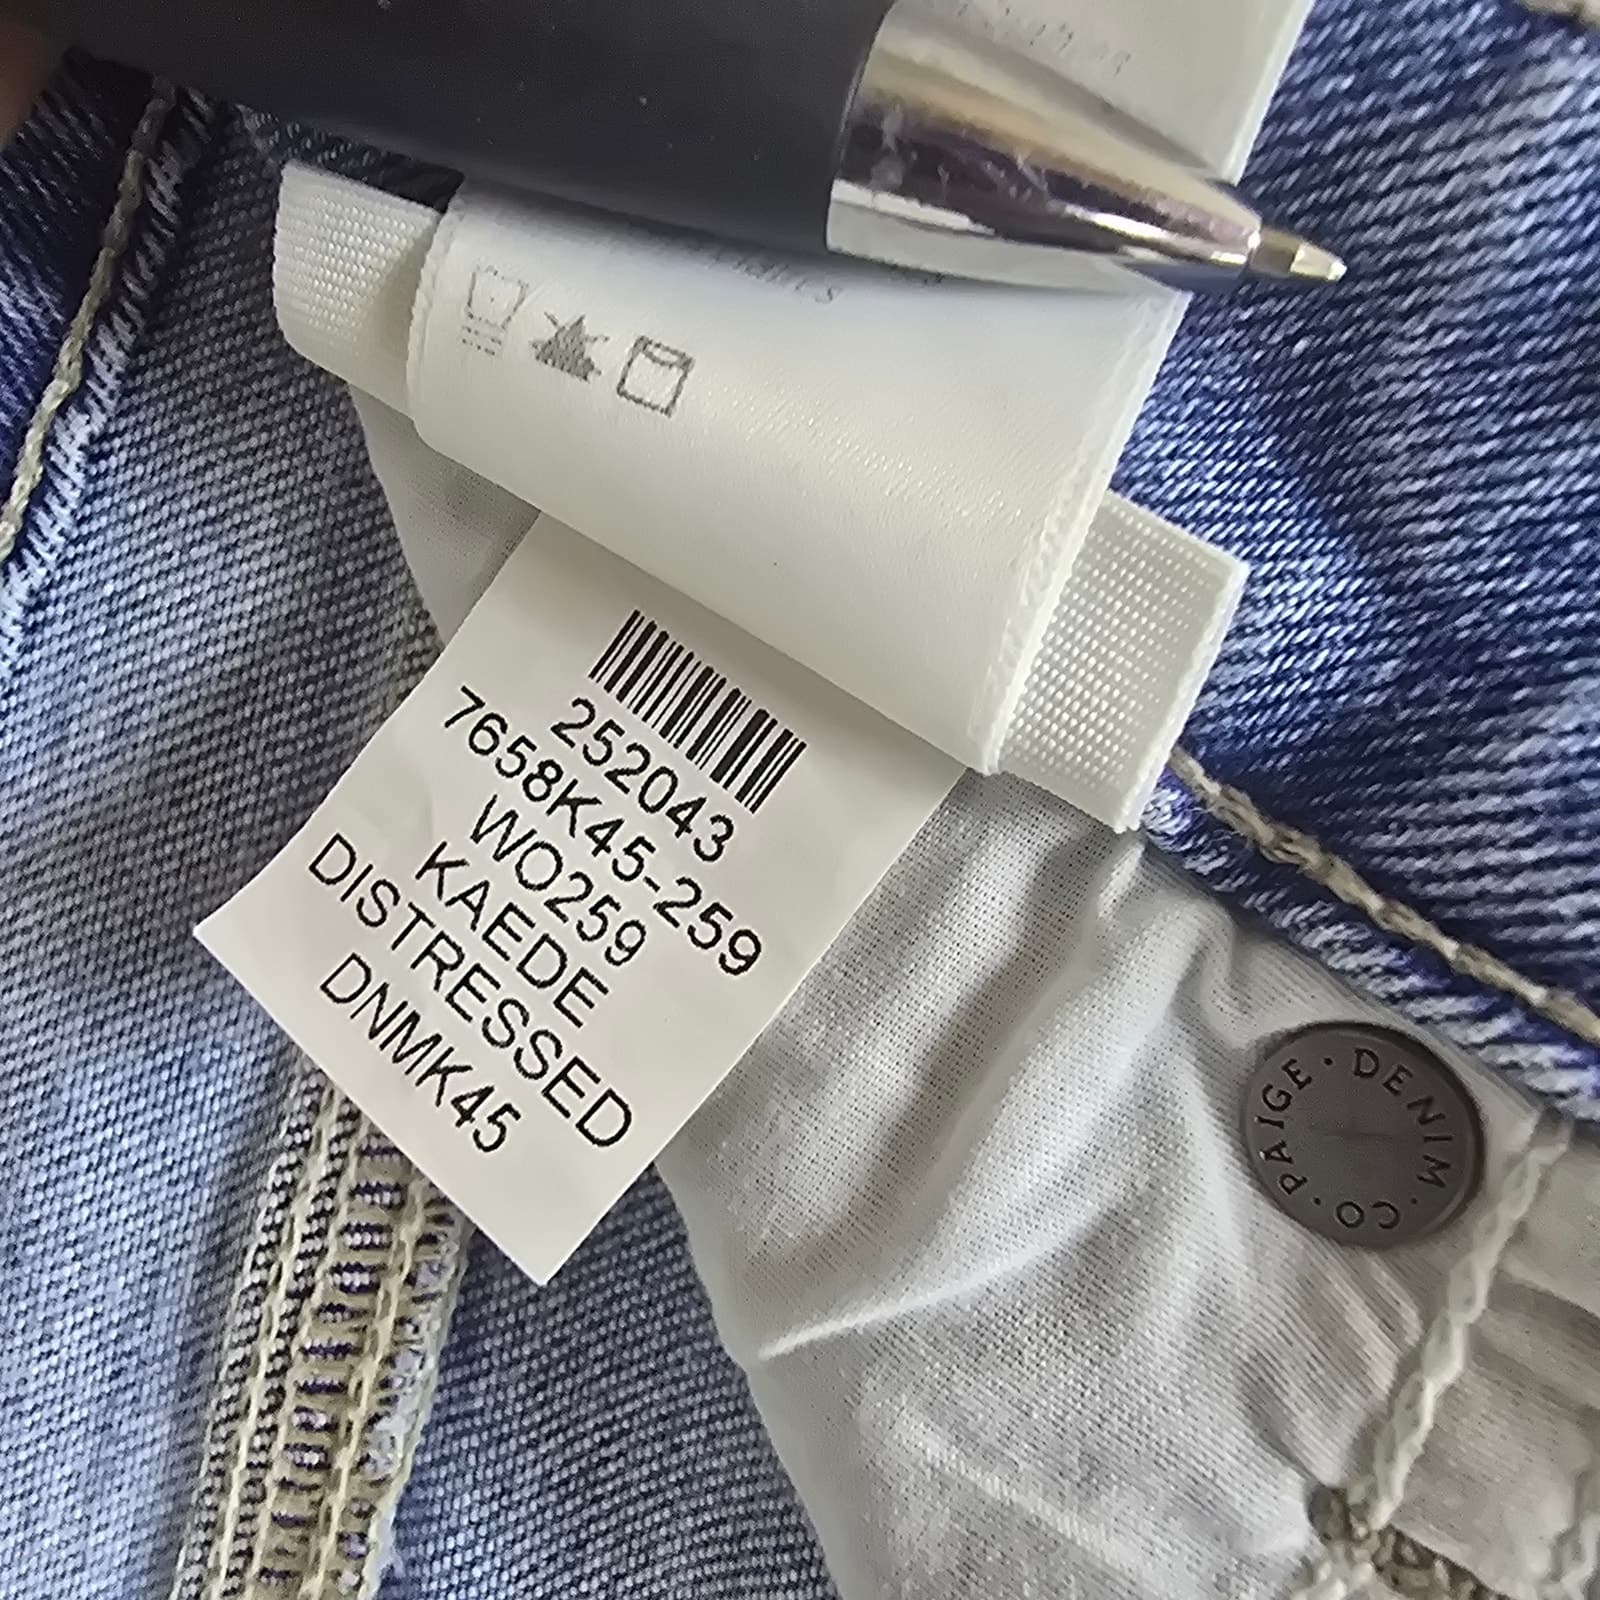 252043
7658K45-259
WO259
KAEDE
DISTRESSED
DNMK45
PAIGE · DENIM · CO ·